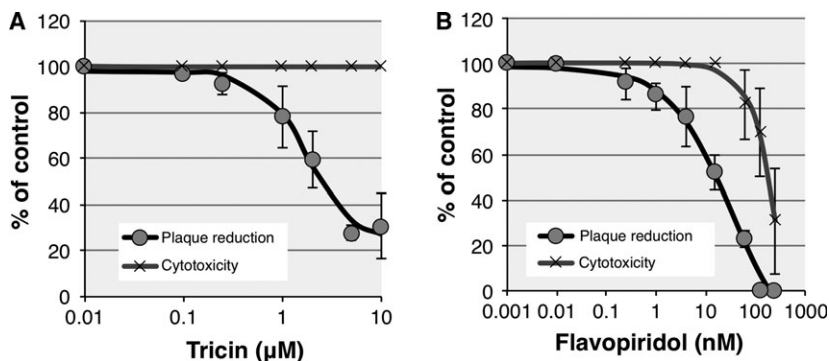 A
120
100
80
60
40
20
0
% of control
Plaque reduction
Cytotoxicity
0.01
0.1
1
10
Tricin (µM)
B
120
100
80
60
40
20
0
% of control
Plaque reduction
Cytotoxicity
0.001
0.01
0.1
1
10
100
1000
Flavopiridol (nM)